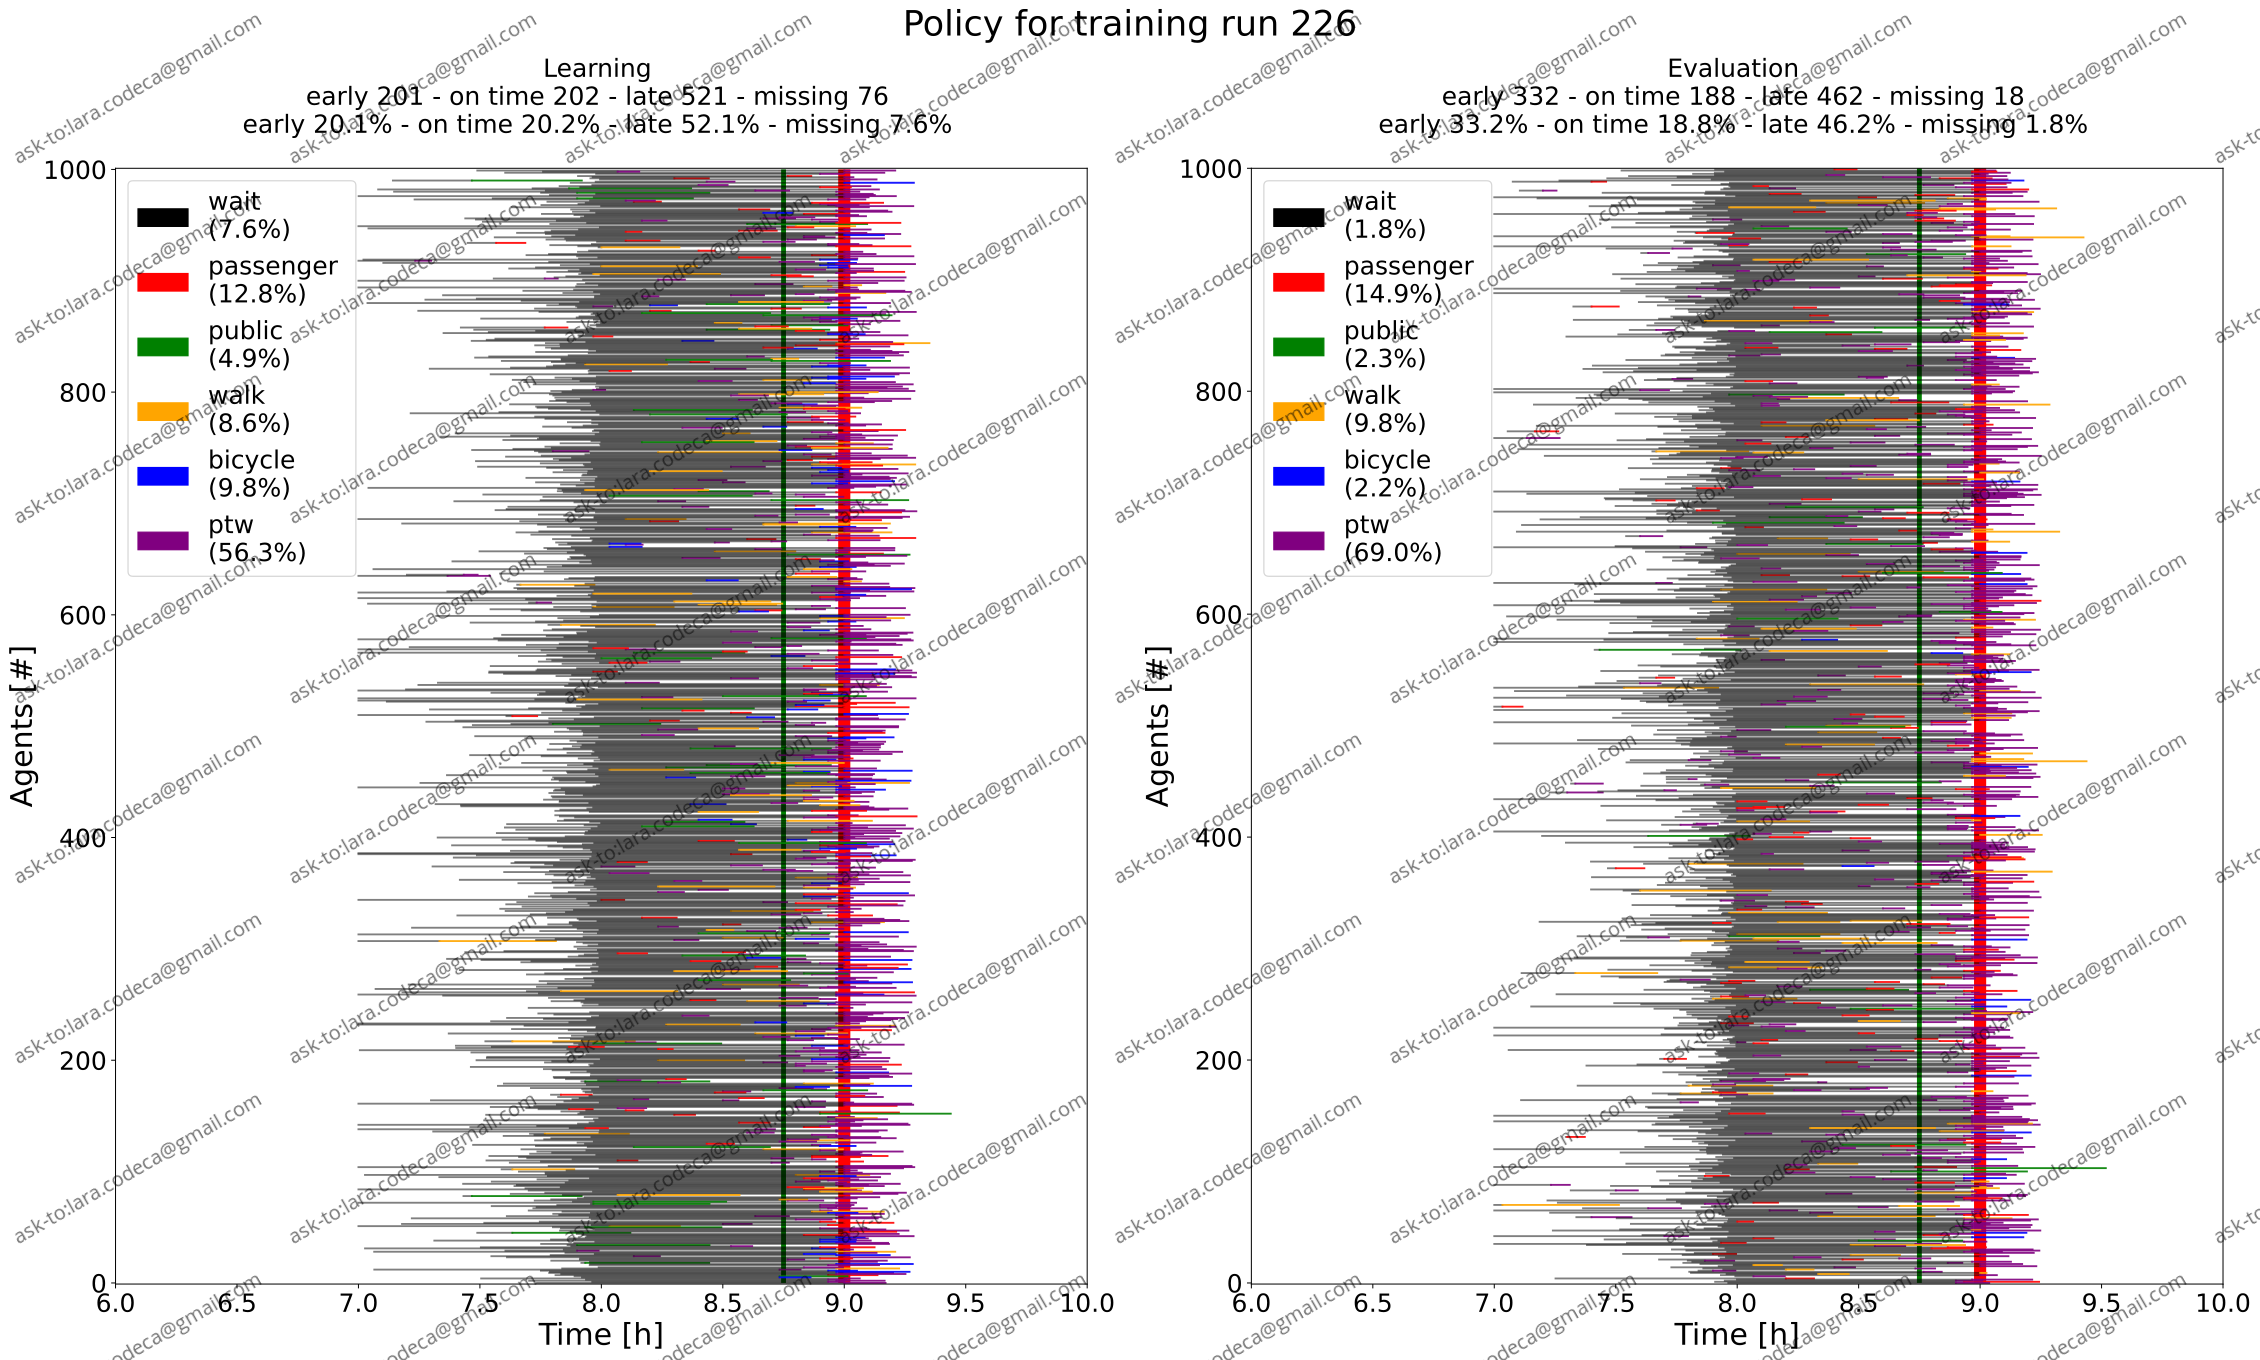 Policy for training run 226
Learning
early 201 - on time 202 - late 521 - missing 76
early 20.1% - on time 20.2% - late 52.1% - missing 7.6%
1000
800
600
400
200
0
Agents [#]
wait
(7.6%)
passenger
(12.8%)
public
(4.9%)
walk
(8.6%)
bicycle
(9.8%)
ptw
(56.3%)
6.0 6.5 7.0 7.5 8.0 8.5 9.0 9.5 10.0
Time [h]
Evaluation
early 332 - on time 188 - late 462 - missing 18
early 33.2% - on time 18.8% - late 46.2% - missing 1.8%
1000
800
600
400
200
0
Agents [#]
wait
(1.8%)
passenger
(14.9%)
public
(2.3%)
walk
(9.8%)
bicycle
(2.2%)
ptw
(69.0%)
6.0 6.5 7.0 7.5 8.0 8.5 9.0 9.5 10.0
Time [h]
ask-to:lara.codeca@gmail.com